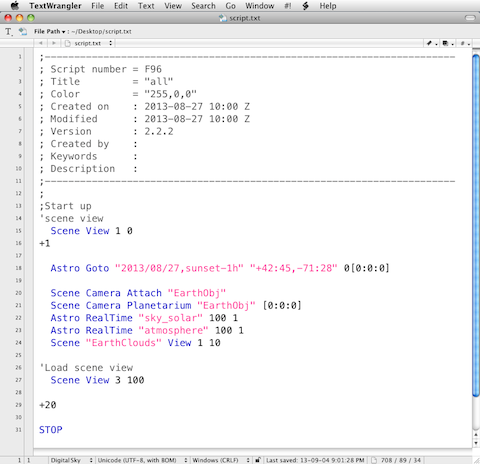 TextWrangler File Edit Text View Search Go Window #!
script.txt
File Path : ~/Desktop/script.txt
script.txt
1 ;----------------------------------------------------------------
2 ; Script number = F96
3 ; Title = "all"
4 ; Color = "255,0,0"
5 ; Created on : 2013-08-27 10:00 Z
6 ; Modified : 2013-08-27 10:00 Z
7 ; Version : 2.2.2
8 ; Created by :
9 ; Keywords :
10 ; Description :
11 ;----------------------------------------------------------------
12 ;
13 ;Start up
14 'scene view
15 Scene View 1 0
16 +1
17
18 Astro Goto "2013/08/27,sunset-1h" "+42:45,-71:28" 0[0:0:0]
19
20 Scene Camera Attach "EarthObj"
21 Scene Camera Planetarium "EarthObj" [0:0:0]
22 Astro RealTime "sky_solar" 100 1
23 Astro RealTime "atmosphere" 100 1
24 Scene "EarthClouds" View 1 10
25
26 'Load scene view
27 Scene View 3 100
28
29 +20
30
31 STOP
1 1 DigitalSky Unicode (UTF-8, with BOM) Windows (CRLF) Last saved: 13-09-04 9:01:28 PM 708 / 89 / 34